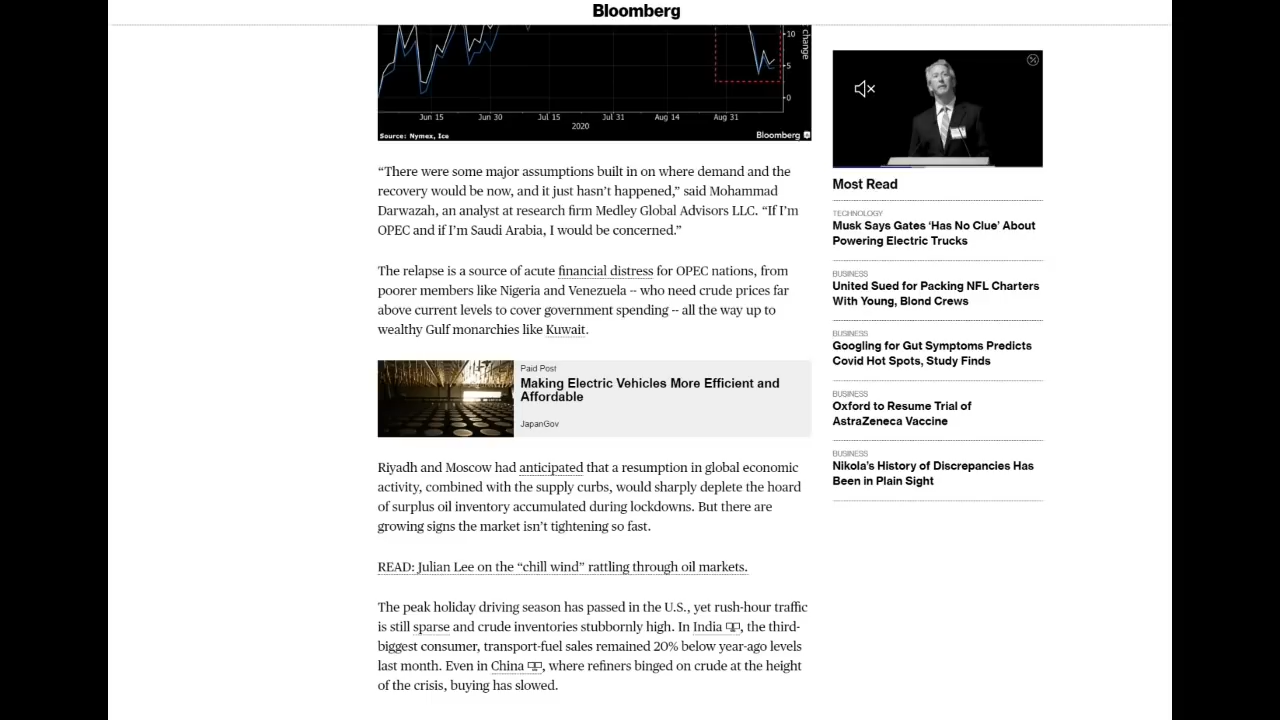 Bloomberg
10
5
0
change
Jun 15
Jun 30
Jul 15
Jul 31
Aug 14
Aug 31
2020
Source: Nymex, Ice
Bloomberg
“There were some major assumptions built in on where demand and the
recovery would be now, and it just hasn’t happened,” said Mohammad
Darwazah, an analyst at research firm Medley Global Advisors LLC. “If I’m
OPEC and if I’m Saudi Arabia, I would be concerned.”
The relapse is a source of acute financial distress for OPEC nations, from
poorer members like Nigeria and Venezuela -- who need crude prices far
above current levels to cover government spending -- all the way up to
wealthy Gulf monarchies like Kuwait.
Paid Post
Making Electric Vehicles More Efficient and
Affordable
JapanGov
Riyadh and Moscow had anticipated that a resumption in global economic
activity, combined with the supply curbs, would sharply deplete the hoard
of surplus oil inventory accumulated during lockdowns. But there are
growing signs the market isn’t tightening so fast.
READ: Julian Lee on the “chill wind” rattling through oil markets.
The peak holiday driving season has passed in the U.S., yet rush-hour traffic
is still sparse and crude inventories stubbornly high. In India, the third-
biggest consumer, transport-fuel sales remained 20% below year-ago levels
last month. Even in China, where refiners binged on crude at the height
of the crisis, buying has slowed.
Most Read
TECHNOLOGY
Musk Says Gates ‘Has No Clue’ About
Powering Electric Trucks
BUSINESS
United Sued for Packing NFL Charters
With Young, Blond Crews
BUSINESS
Googling for Gut Symptoms Predicts
Covid Hot Spots, Study Finds
BUSINESS
Oxford to Resume Trial of
AstraZeneca Vaccine
BUSINESS
Nikola’s History of Discrepancies Has
Been in Plain Sight